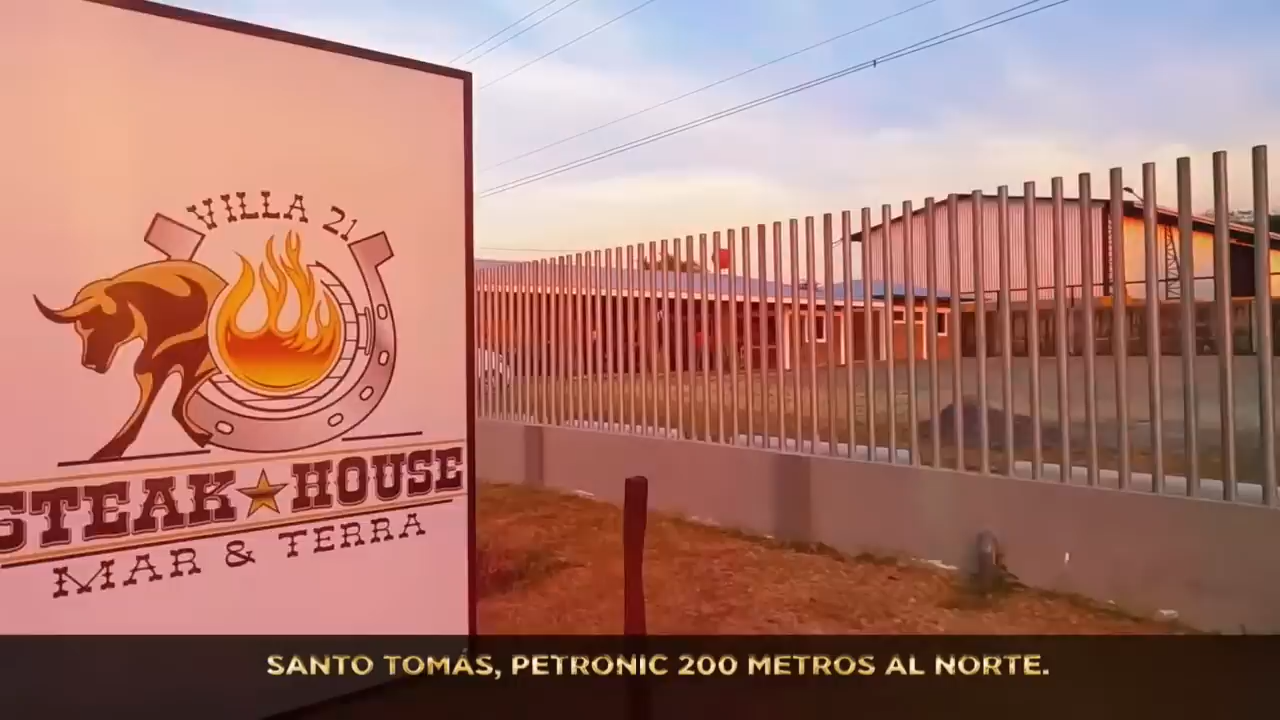 VILLA 21
STEAK HOUSE
MAR & TERRA
SANTO TOMÁS, PETRONIC 200 METROS AL NORTE.